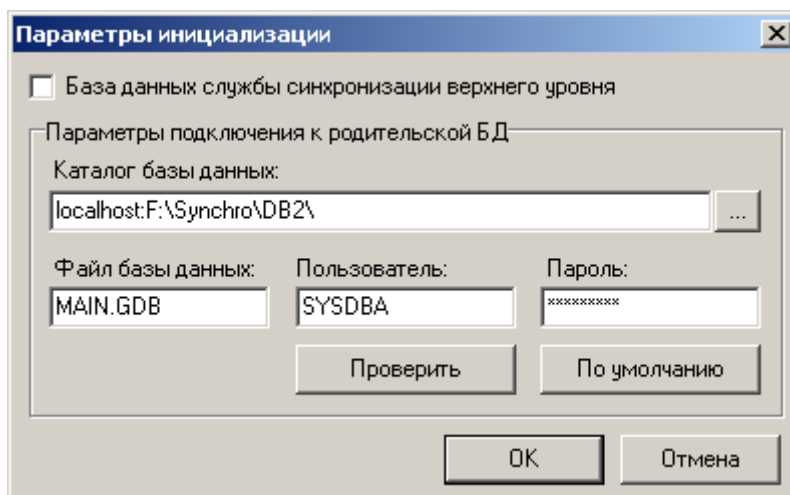 Параметры инициализации
База данных службы синхронизации верхнего уровня
Параметры подключения к родительской БД
Каталог базы данных:
localhost:F:\Synchro\DB2\
...
Файл базы данных: Пользователь: Пароль:
MAIN.GDB SYSDBA *********
Проверить По умолчанию
OK Отмена